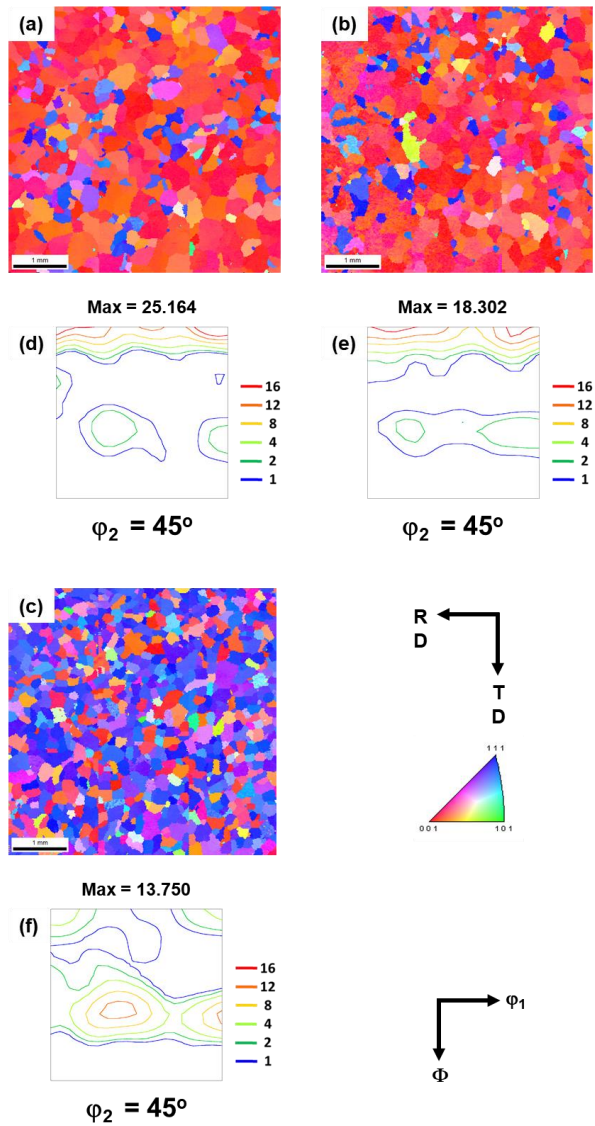 (a)
(b)
1 mm
1 mm
Max = 25.164
Max = 18.302
(d)
16
12
8
4
2
1
(e)
16
12
8
4
2
1
φ2 = 45o
φ2 = 45o
(c)
1 mm
R
D
T
D
1 1 1
0 0 1
1 0 1
Max = 13.750
(f)
16
12
8
4
2
1
φ1
Φ
φ2 = 45o